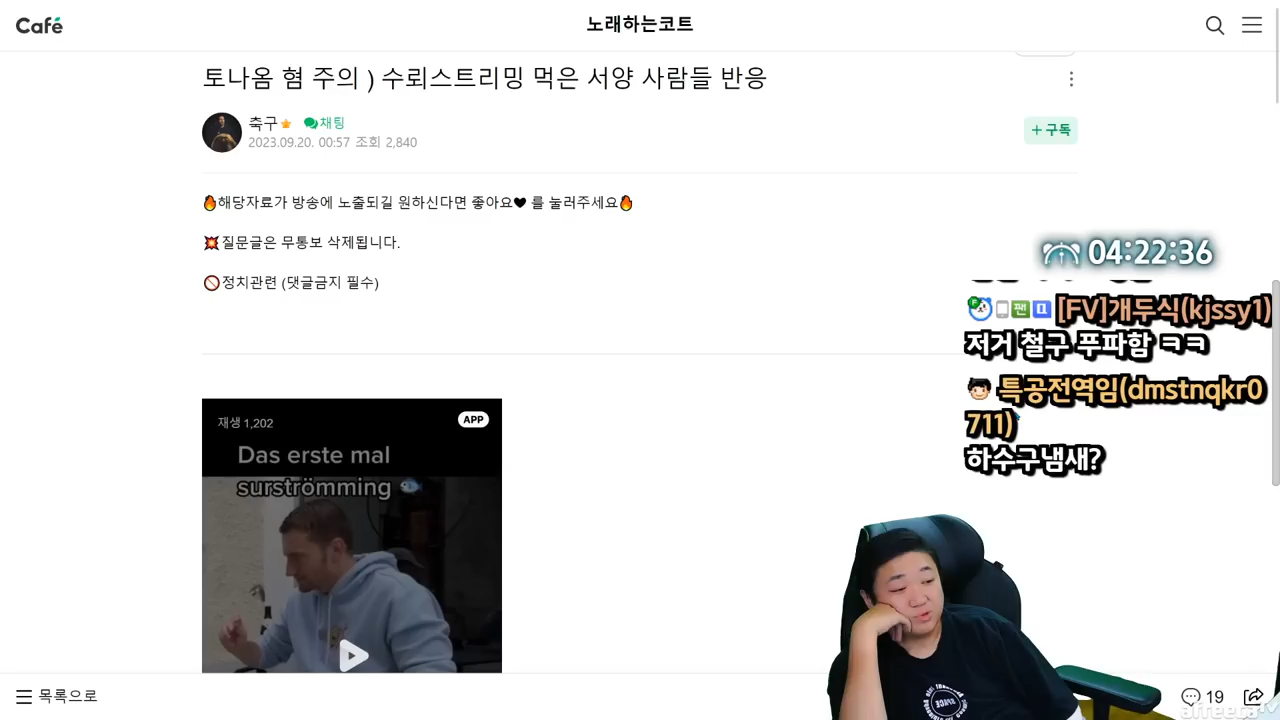 Café
노래하는코트
토나옴 혐 주의 ) 수뢰스트리밍 먹은 서양 사람들 반응
축구 채팅
2023.09.20. 00:57 조회 2,840
+ 구독
🔥해당자료가 방송에 노출되길 원하신다면 좋아요🖤 를 눌러주세요🔥
💥질문글은 무통보 삭제됩니다.
🚫정치관련 (댓글금지 필수)
04:22:36
팬 [FV]개두식(kjssy1)
저거 철구 푸파함 ㅋㅋ
특공전역임(dmstnqkr0
711)
하수구냄새?
재생 1,202
APP
Das erste mal
surströmming 🐟
목록으로
19
afreecaTV